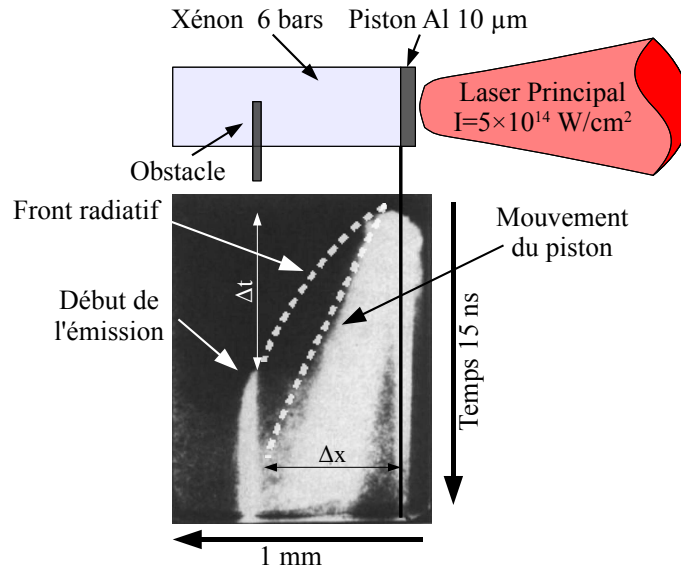 Xénon 6 bars
Piston Al 10 µm
Laser Principal
I=5×10¹⁴ W/cm²
Obstacle
Front radiatif
Mouvement
du piston
Δt
Début de
l'émission
Temps 15 ns
Δx
1 mm